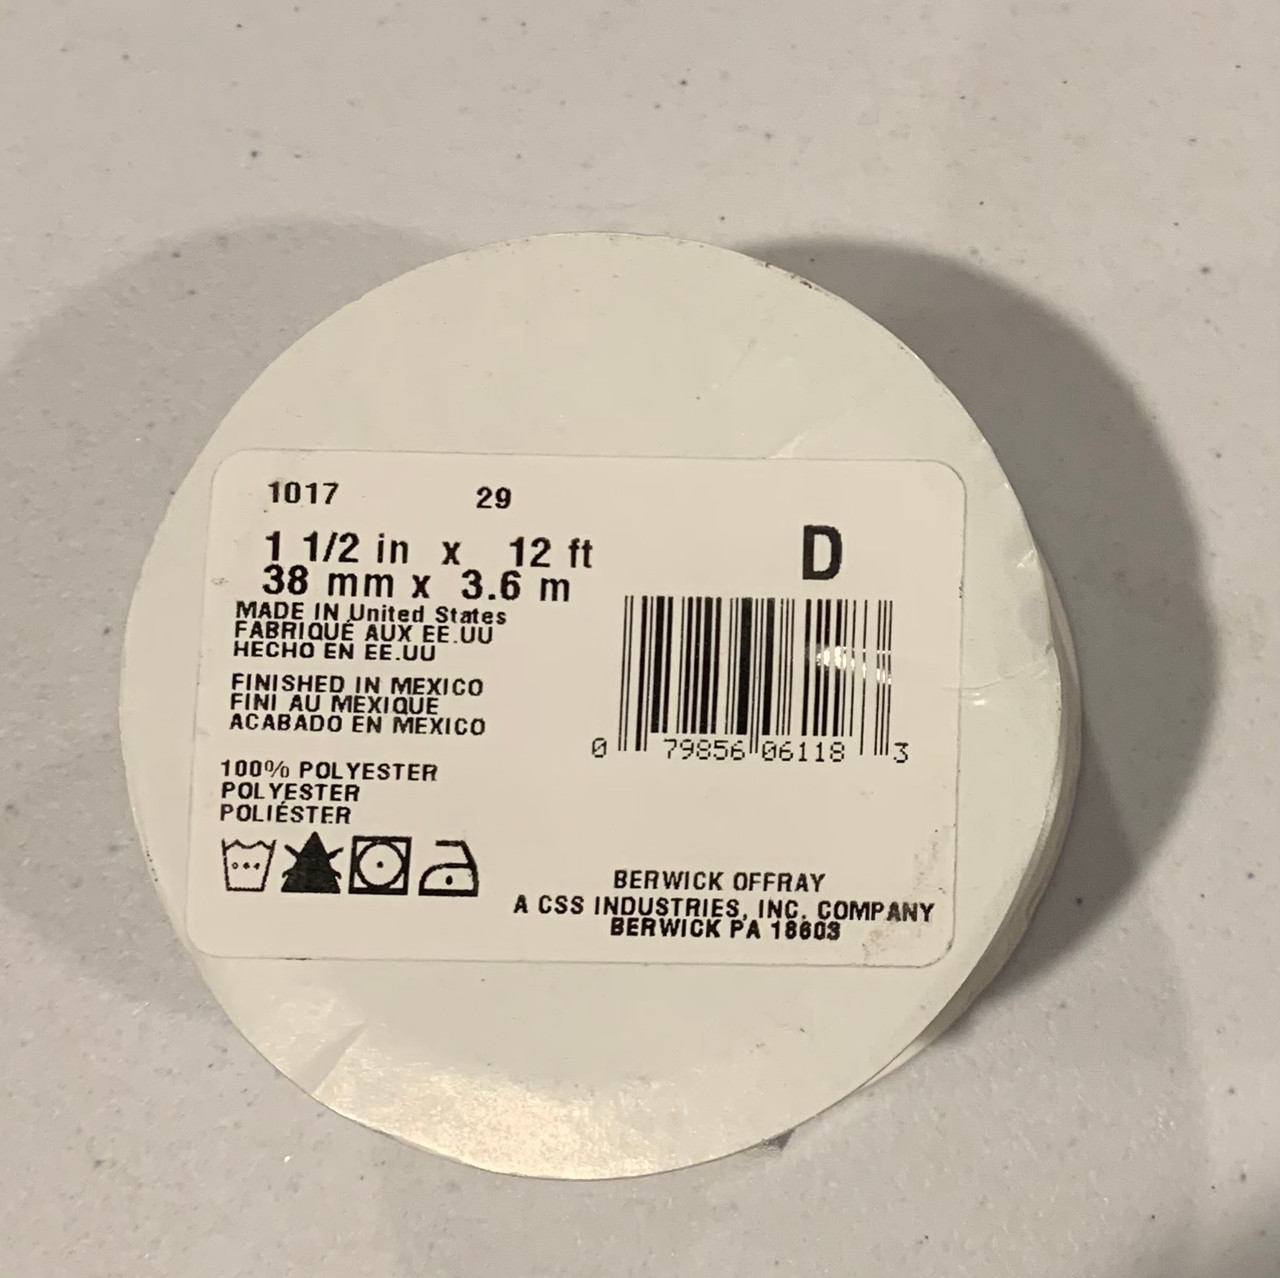 1017 29
1 1/2 in x 12 ft
38 mm x 3.6 m
D
MADE IN United States
FABRIQUÉ AUX EE.UU
HECHO EN EE.UU
FINISHED IN MEXICO
FINI AU MEXIQUE
ACABADO EN MEXICO
100% POLYESTER
POLYESTER
POLIÉSTER
0 79856 06118 3
BERWICK OFFRAY
A CSS INDUSTRIES, INC. COMPANY
BERWICK PA 18603